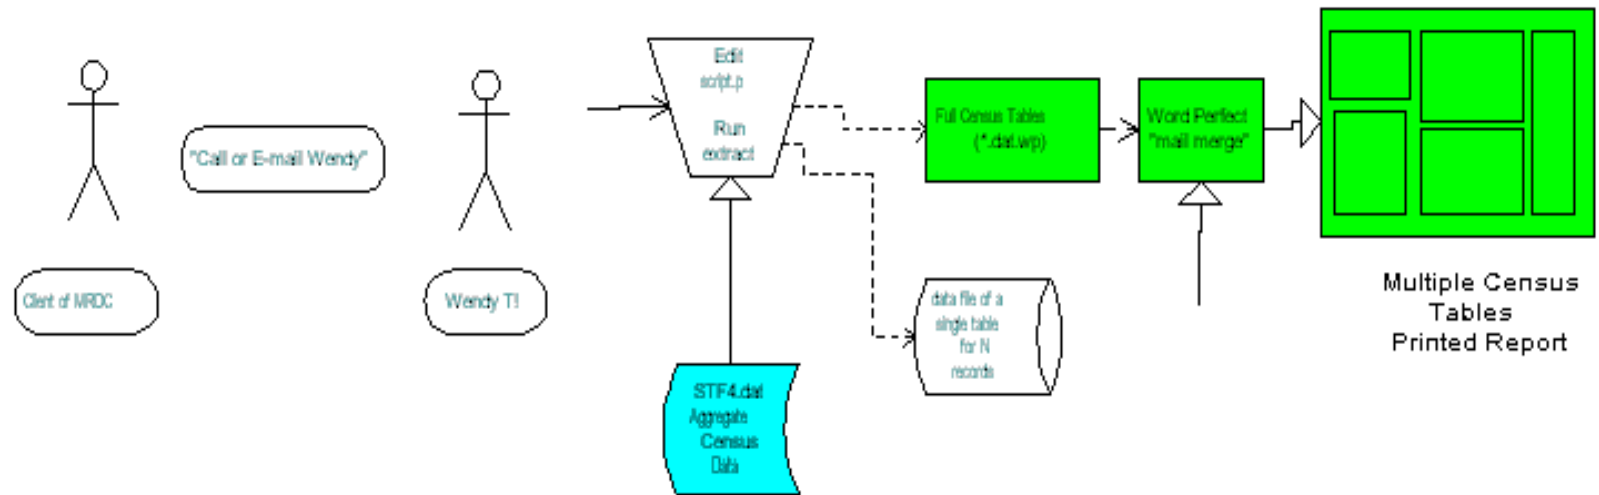 "Call or E-mail Wendy"
Client of MRDC
Wendy T!
Edit
script.p
Run
extract
STF4.dat
Aggregate
Census
Data
Full Census Tables
(*.dat.wp)
data file of a
single table
for N
records
Word Perfect
"mail merge"
Multiple Census
Tables
Printed Report